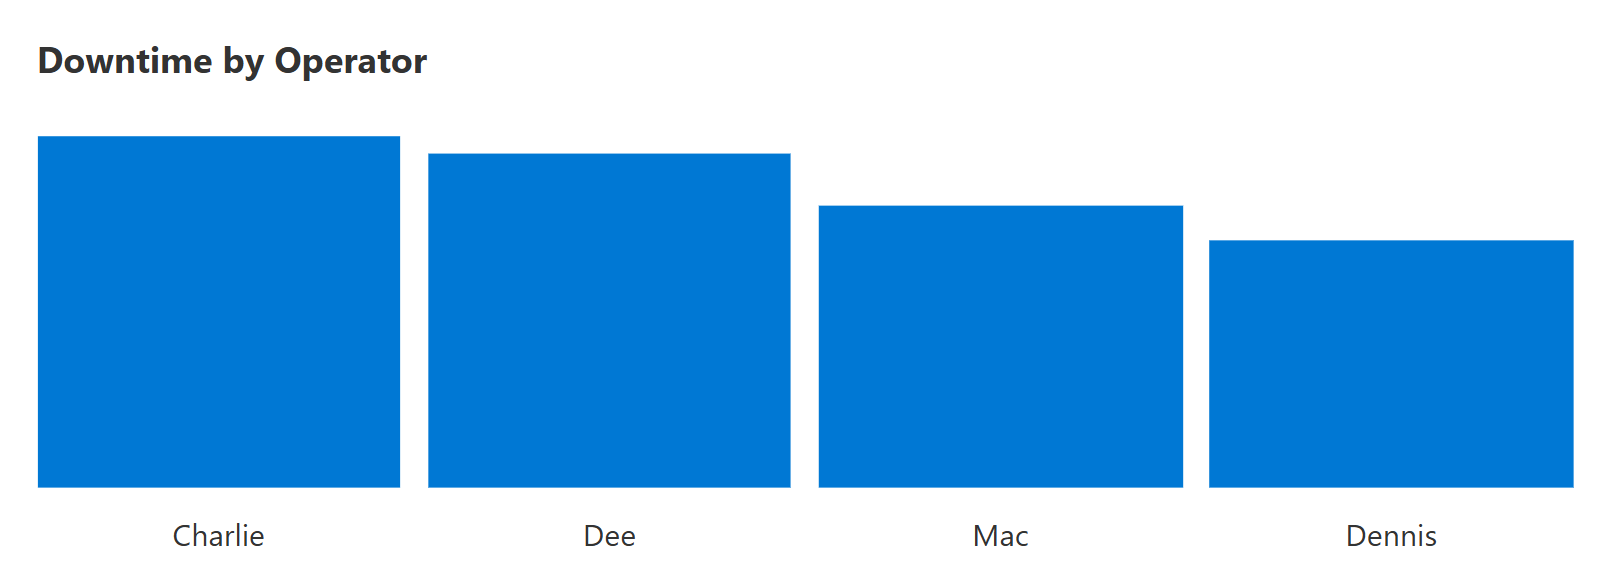 Downtime by Operator
Charlie
Dee
Mac
Dennis